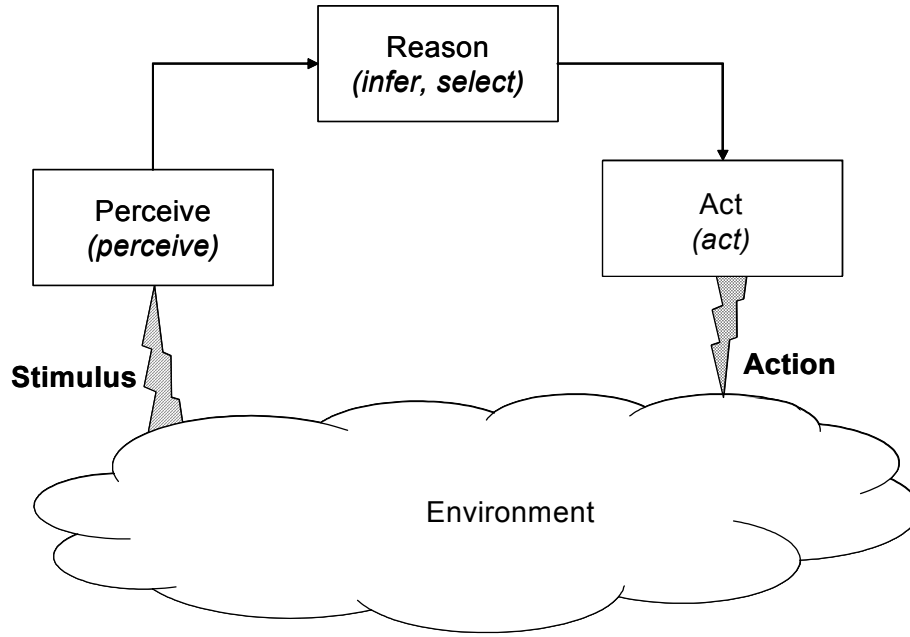 Reason
(infer, select)
Perceive
(perceive)
Act
(act)
Stimulus
Action
Environment